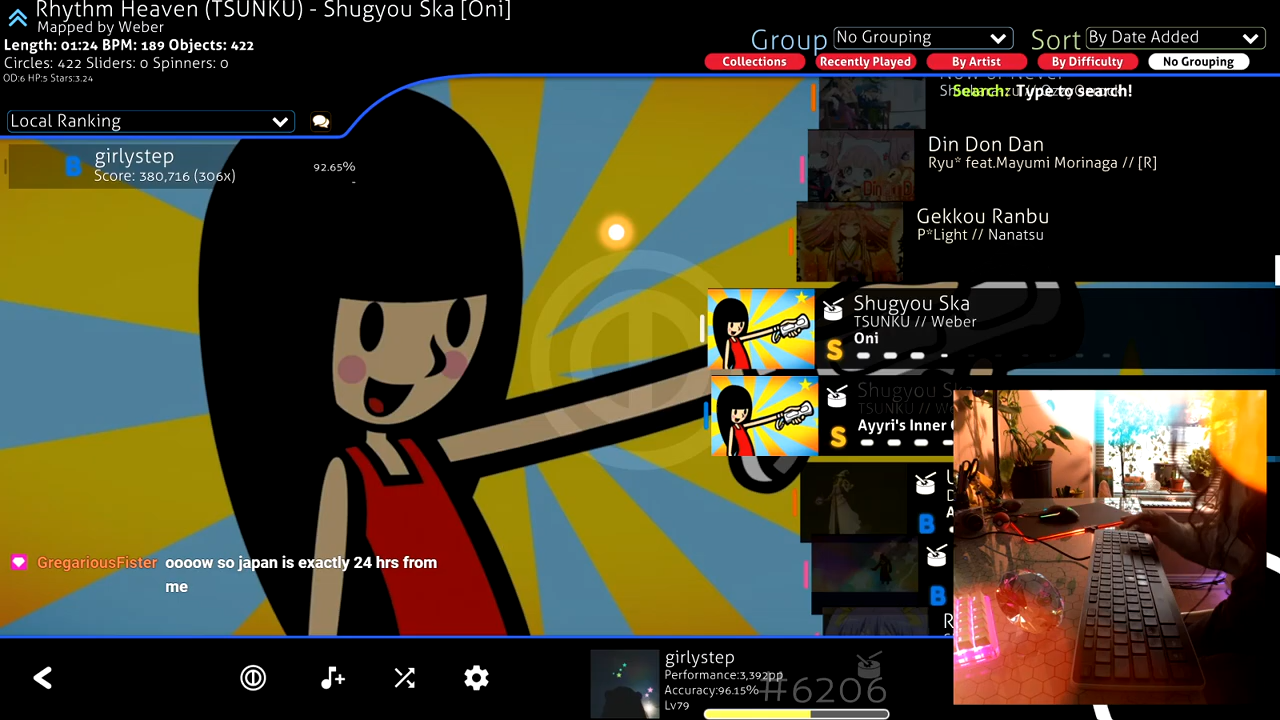 Rhythm Heaven (TSUNKU) - Shugyou Ska [Oni]
Mapped by Weber
Length: 01:24 BPM: 189 Objects: 422
Circles: 422 Sliders: 0 Spinners: 0
OD:6 HP:5 Stars:3.24
Group No Grouping
Sort By Date Added
Collections
Recently Played
By Artist
By Difficulty
No Grouping
Local Ranking
Search: Type to search!
B
girlystep
Score: 380,716 (306x)
92.65%
-
Din Don Dan
Ryu* feat.Mayumi Morinaga // [R]
Gekkou Ranbu
P*Light // Nanatsu
Shugyou Ska
TSUNKU // Weber
Oni
S
Shugyou Ska
TSUNKU // We
Ayyri's Inner
S
B
B
R
GregariousFister oooow so japan is exactly 24 hrs from
me
girlystep
Performance:3,392pp
Accuracy:96.15%
Lv79
#6206